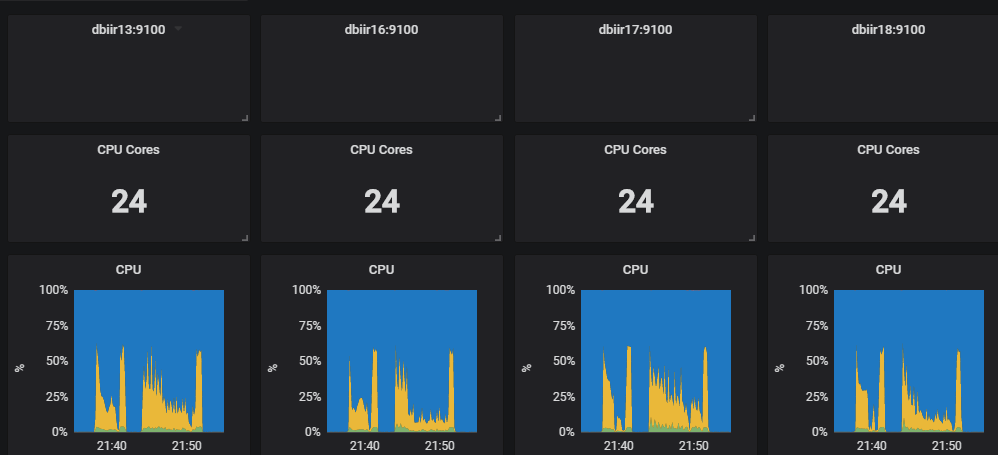 dbiir13:9100 dbiir16:9100 dbiir17:9100 dbiir18:9100
CPU Cores CPU Cores CPU Cores CPU Cores
24 24 24 24
CPU CPU CPU CPU
100% 100% 100% 100%
75% 75% 75% 75%
% 50% % 50% % 50% % 50%
25% 25% 25% 25%
0% 0% 0% 0%
21:40 21:50 21:40 21:50 21:40 21:50 21:40 21:50